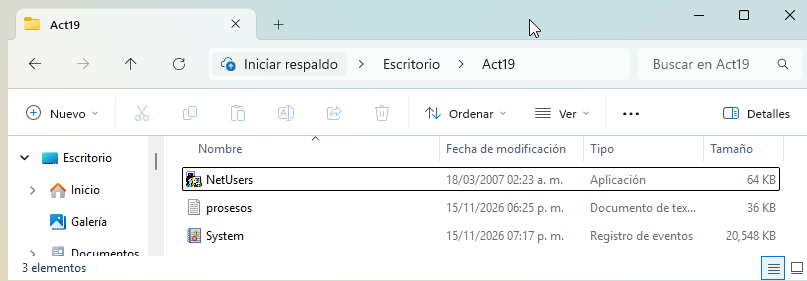 Act19
Iniciar respaldo > Escritorio > Act19 Buscar en Act19
Nuevo Ordenar Ver ... Detalles
Escritorio
Inicio
Galería
Documentos
Nombre Fecha de modificación Tipo Tamaño
NetUsers 18/03/2007 02:23 a. m. Aplicación 64 KB
prosesos 15/11/2026 06:25 p. m. Documento de tex... 36 KB
System 15/11/2026 07:17 p. m. Registro de eventos 20,548 KB
3 elementos